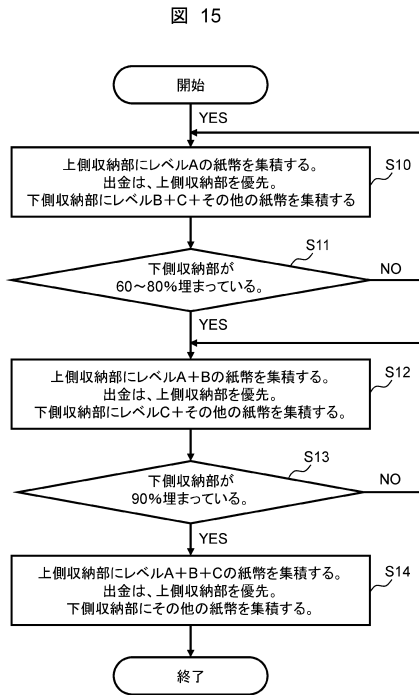 図 15
開始
YES
上側収納部にレベルAの紙幣を集積する。
出金は、上側収納部を優先。
下側収納部にレベルB+C+その他の紙幣を集積する
S10
下側収納部が
60～80%埋まっている。
S11
NO
YES
上側収納部にレベルA+Bの紙幣を集積する。
出金は、上側収納部を優先。
下側収納部にレベルC+その他の紙幣を集積する。
S12
下側収納部が
90%埋まっている。
S13
NO
YES
上側収納部にレベルA+B+Cの紙幣を集積する。
出金は、上側収納部を優先。
下側収納部にその他の紙幣を集積する。
S14
終了